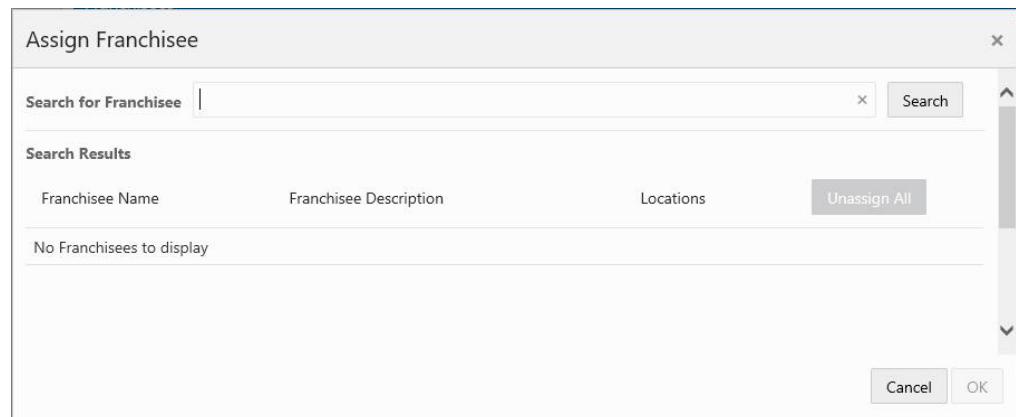 Assign Franchisee ×
Search for Franchisee × Search
Search Results
Franchisee Name Franchisee Description Locations Unassign All
No Franchisees to display
Cancel OK